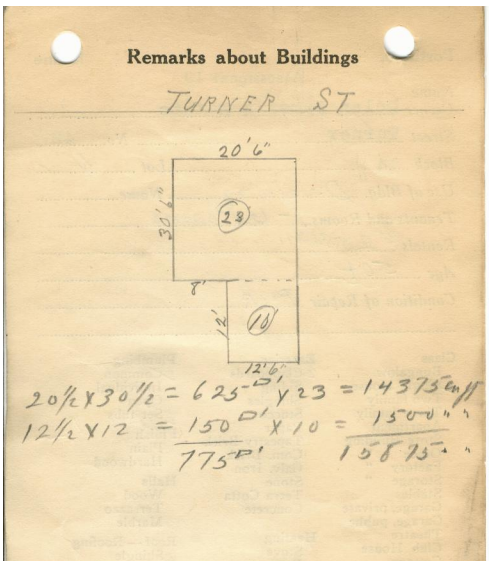 Remarks about Buildings
TURNER ST
20'6"
30'6"
23
8'
12'
10
12'6"
20½ x 30½ = 625□' x 23 = 14375 cu ft
12½ x 12 = 150□' x 10 = 1500 " "
775□' 15875 . "